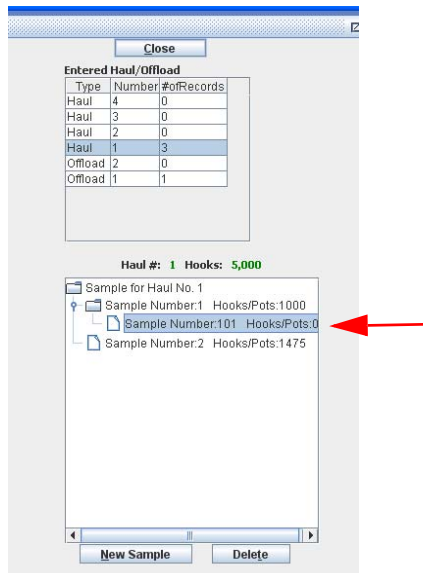 Close
Entered Haul/Offload
Type Number #ofRecords
Haul 4 0
Haul 3 0
Haul 2 0
Haul 1 3
Offload 2 0
Offload 1 1
Haul #: 1 Hooks: 5,000
Sample for Haul No. 1
Sample Number:1 Hooks/Pots:1000
Sample Number:101 Hooks/Pots:0
Sample Number:2 Hooks/Pots:1475
New Sample Delete